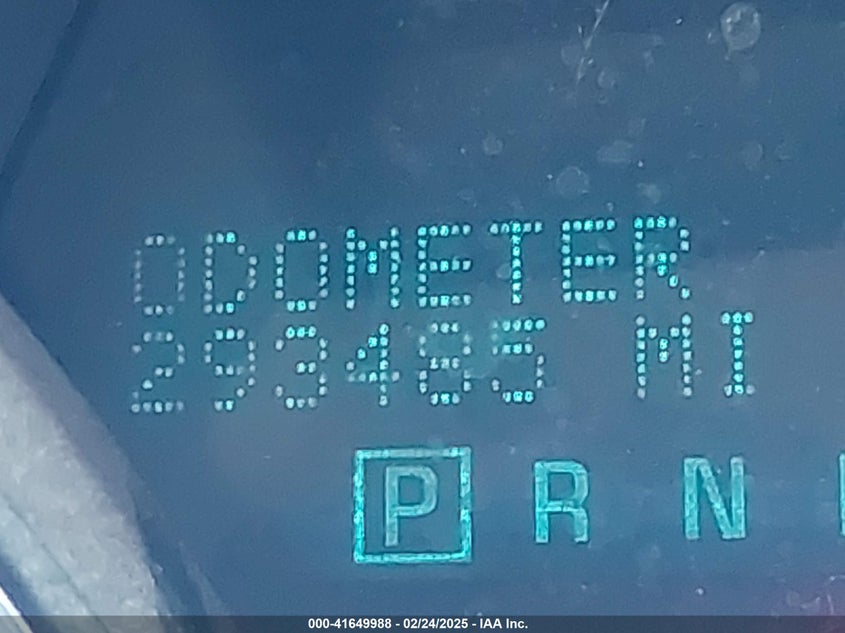 ODOMETER
293485 MI
P R N
000-41649988 - 02/24/2025 - IAA Inc.